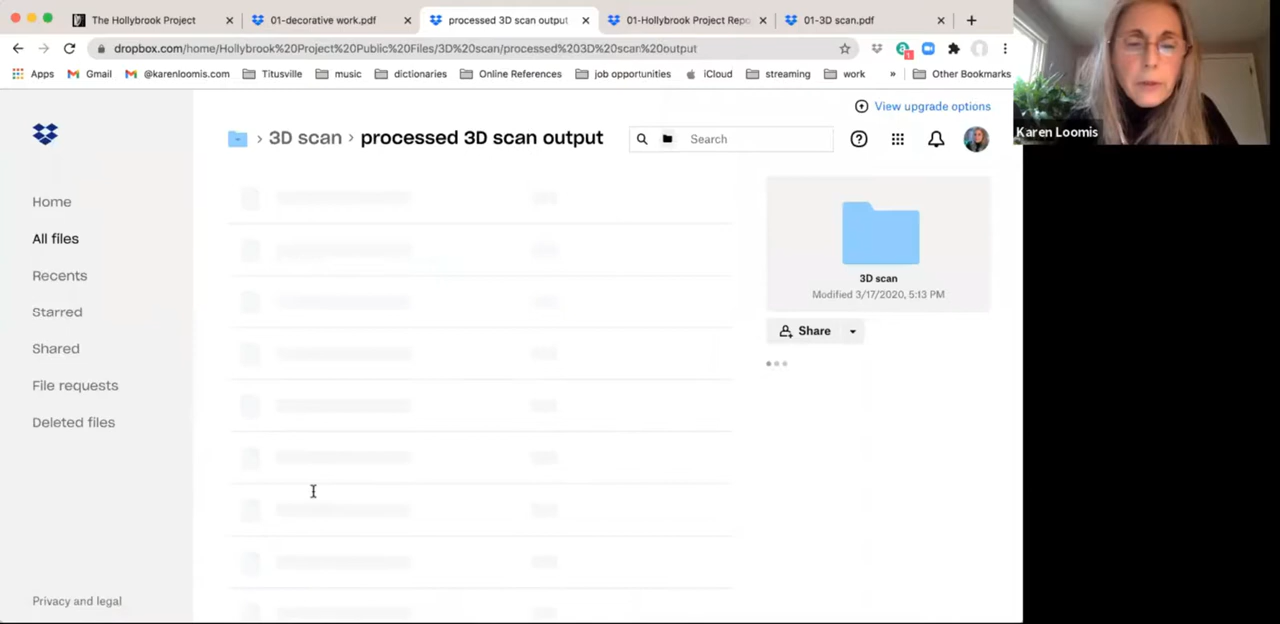 The Hollybrook Project
01-decorative work.pdf
processed 3D scan output
01-Hollybrook Project Repo
01-3D scan.pdf
dropbox.com/home/Hollybrook%20Project%20Public%20Files/3D%20scan/processed%203D%20scan%20output
1
Apps
Gmail
@karenloomis.com
Titusville
music
dictionaries
Online References
job opportunities
iCloud
streaming
work
»
Other Bookmarks
Karen Loomis
View upgrade options
› 3D scan › processed 3D scan output
Search
Home
All files
Recents
Starred
Shared
File requests
Deleted files
Privacy and legal
3D scan
Modified 3/17/2020, 5:13 PM
Share